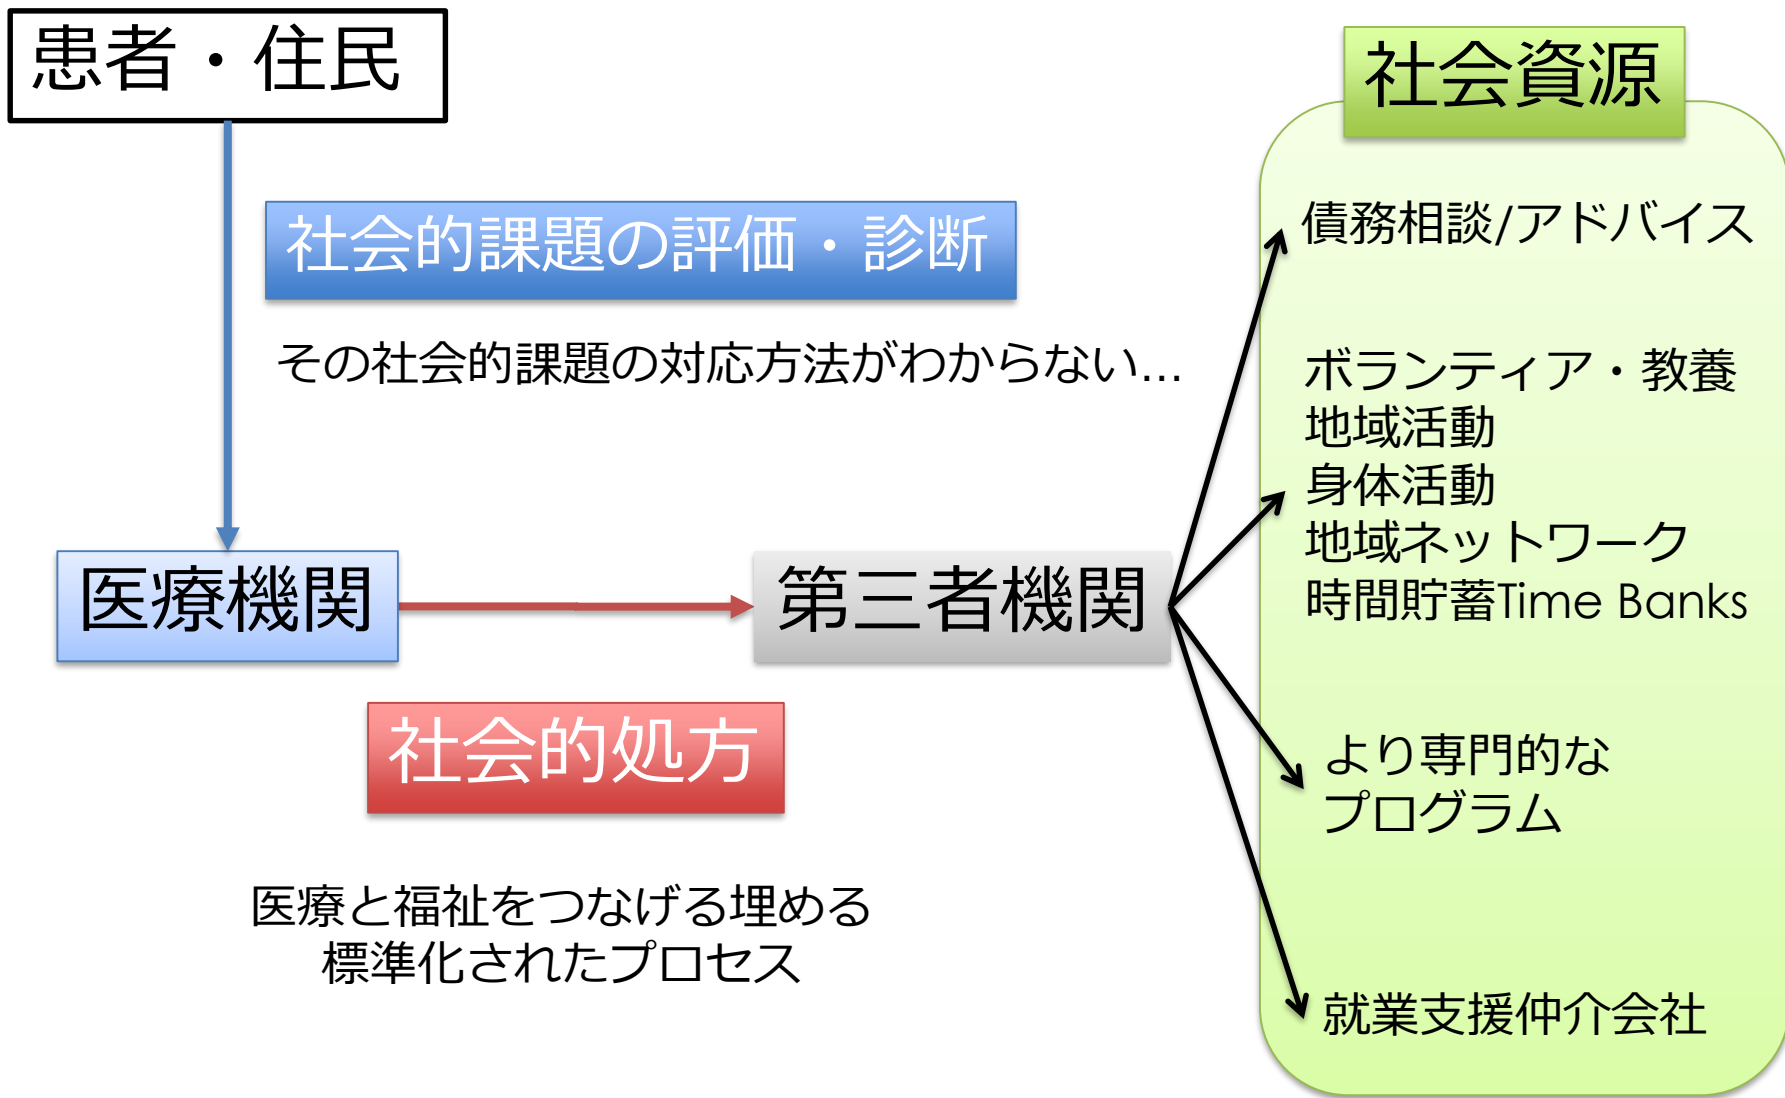 患者・住民
社会資源
社会的課題の評価・診断
債務相談/アドバイス
その社会的課題の対応方法がわからない...
ボランティア・教養
地域活動
身体活動
地域ネットワーク
時間貯蓄Time Banks
医療機関
第三者機関
社会的処方
より専門的な
プログラム
医療と福祉をつなげる埋める
標準化されたプロセス
就業支援仲介会社